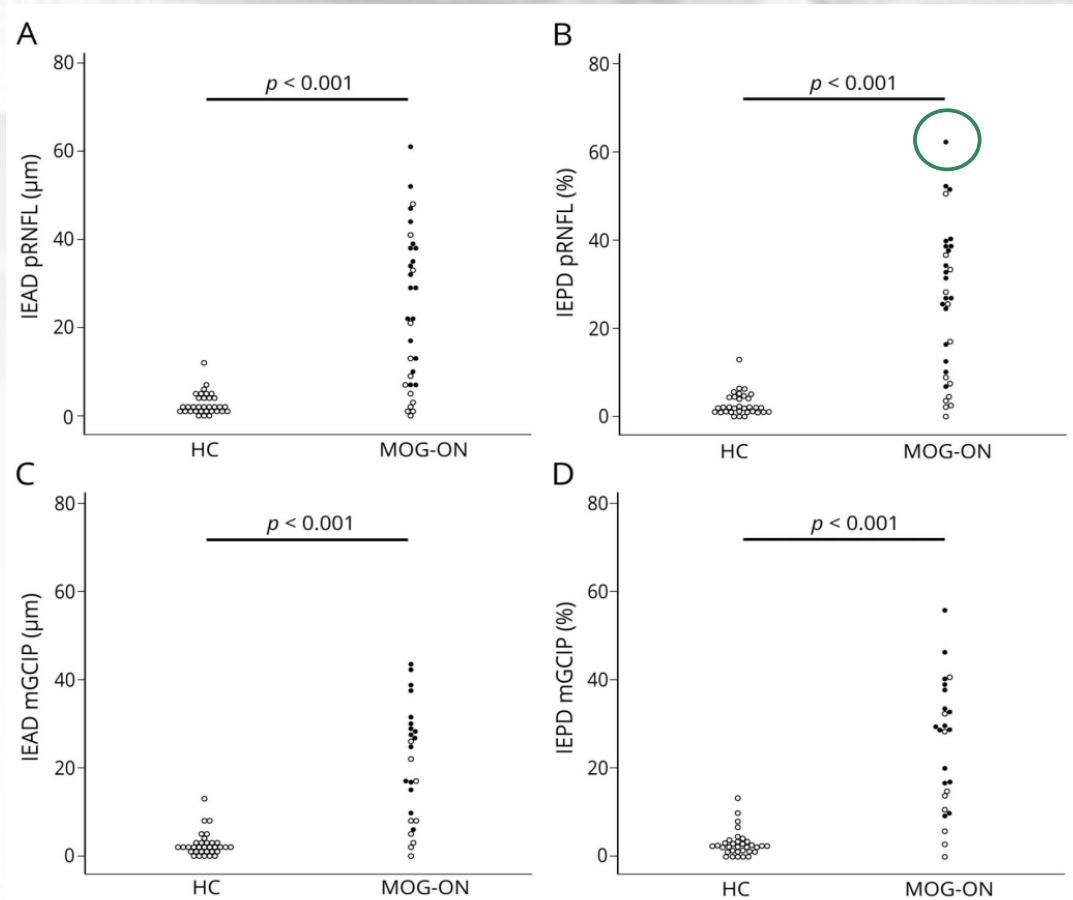 A
80
60
40
20
0
IEAD pRNFL (μm)
p < 0.001
HC MOG-ON
B
80
60
40
20
0
IEPD pRNFL (%)
p < 0.001
HC MOG-ON
C
80
60
40
20
0
IEAD mGCIP (μm)
p < 0.001
HC MOG-ON
D
80
60
40
20
0
IEPD mGCIP (%)
p < 0.001
HC MOG-ON